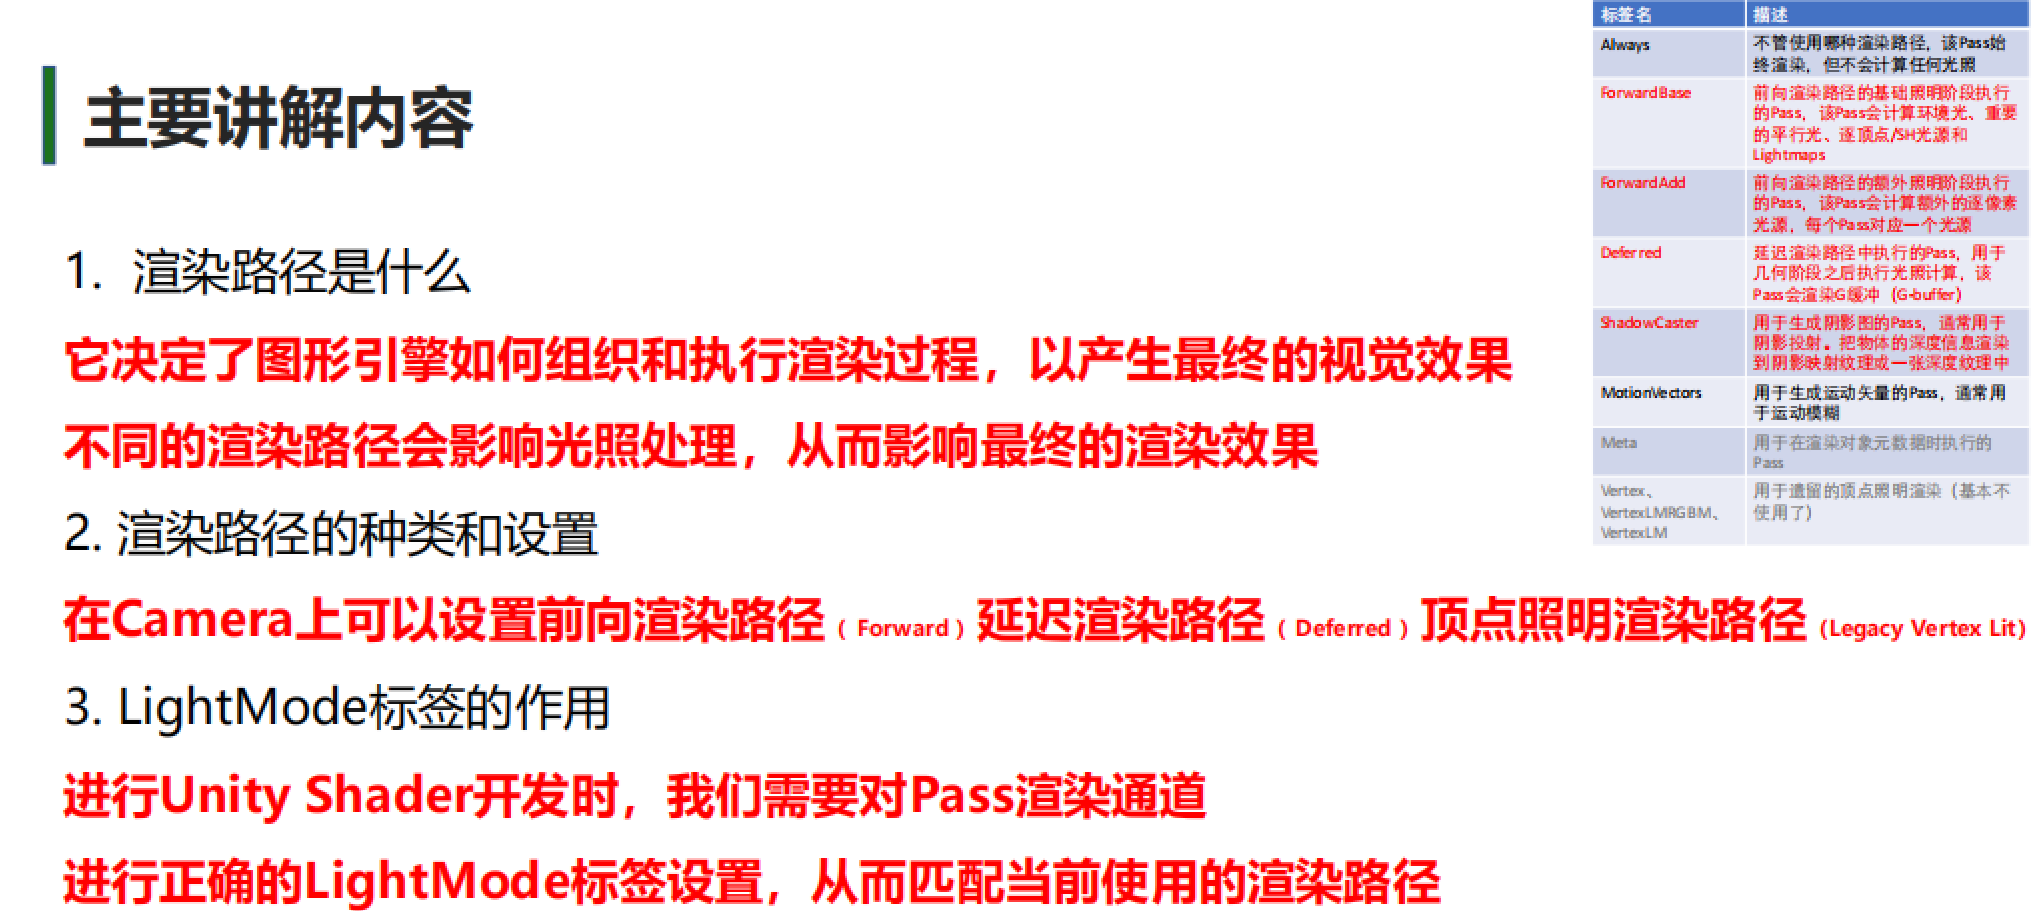 主要讲解内容
1. 渲染路径是什么
它决定了图形引擎如何组织和执行渲染过程，以产生最终的视觉效果
不同的渲染路径会影响光照处理，从而影响最终的渲染效果
2. 渲染路径的种类和设置
在Camera上可以设置前向渲染路径（ Forward ）延迟渲染路径（ Deferred ）顶点照明渲染路径（Legacy Vertex Lit）
3. LightMode标签的作用
进行Unity Shader开发时，我们需要对Pass渲染通道
进行正确的LightMode标签设置，从而匹配当前使用的渲染路径
标签名 描述
Always 不管使用哪种渲染路径，该Pass始
终渲染，但不会计算任何光照
ForwardBase 前向渲染路径的基础照明阶段执行
的Pass，该Pass会计算环境光、重要
的平行光、逐顶点/SH光源和
Lightmaps
ForwardAdd 前向渲染路径的额外照明阶段执行
的Pass，该Pass会计算额外的逐像素
光源，每个Pass对应一个光源
Deferred 延迟渲染路径中执行的Pass，用于
几何阶段之后执行光照计算，该
Pass会渲染G缓冲（G-buffer）
ShadowCaster 用于生成阴影图的Pass，通常用于
阴影投射。把物体的深度信息渲染
到阴影映射纹理或一张深度纹理中
MotionVectors 用于生成运动矢量的Pass，通常用
于运动模糊
Meta 用于在渲染对象元数据时执行的
Pass
Vertex、 用于遗留的顶点照明渲染（基本不
VertexLMRGBM、 使用了）
VertexLM